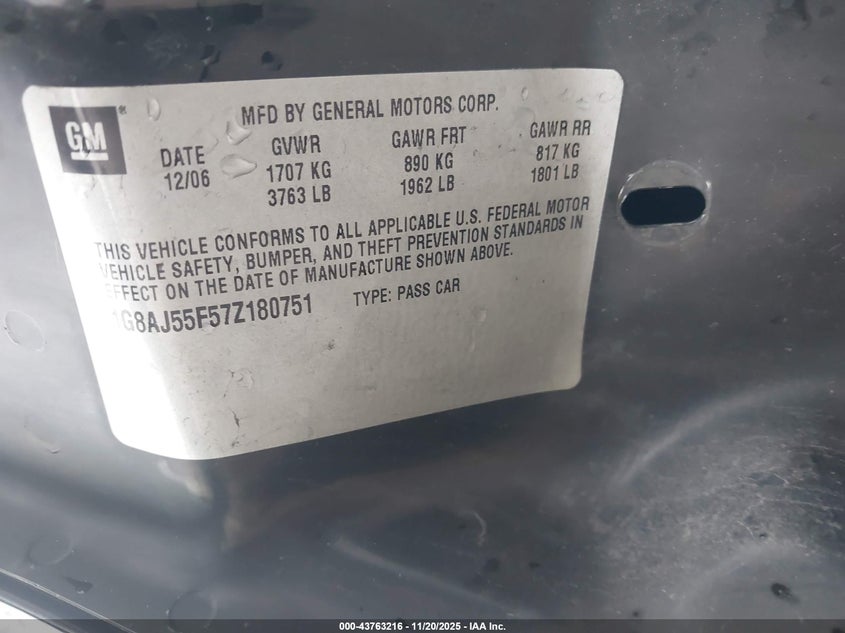 GM®
MFD BY GENERAL MOTORS CORP.
DATE GVWR GAWR FRT GAWR RR
12/06 1707 KG 890 KG 817 KG
3763 LB 1962 LB 1801 LB
THIS VEHICLE CONFORMS TO ALL APPLICABLE U.S. FEDERAL MOTOR
VEHICLE SAFETY, BUMPER, AND THEFT PREVENTION STANDARDS IN
EFFECT ON THE DATE OF MANUFACTURE SHOWN ABOVE.
1G8AJ55F57Z180751 TYPE: PASS CAR
000-43763216 - 11/20/2025 - IAA Inc.